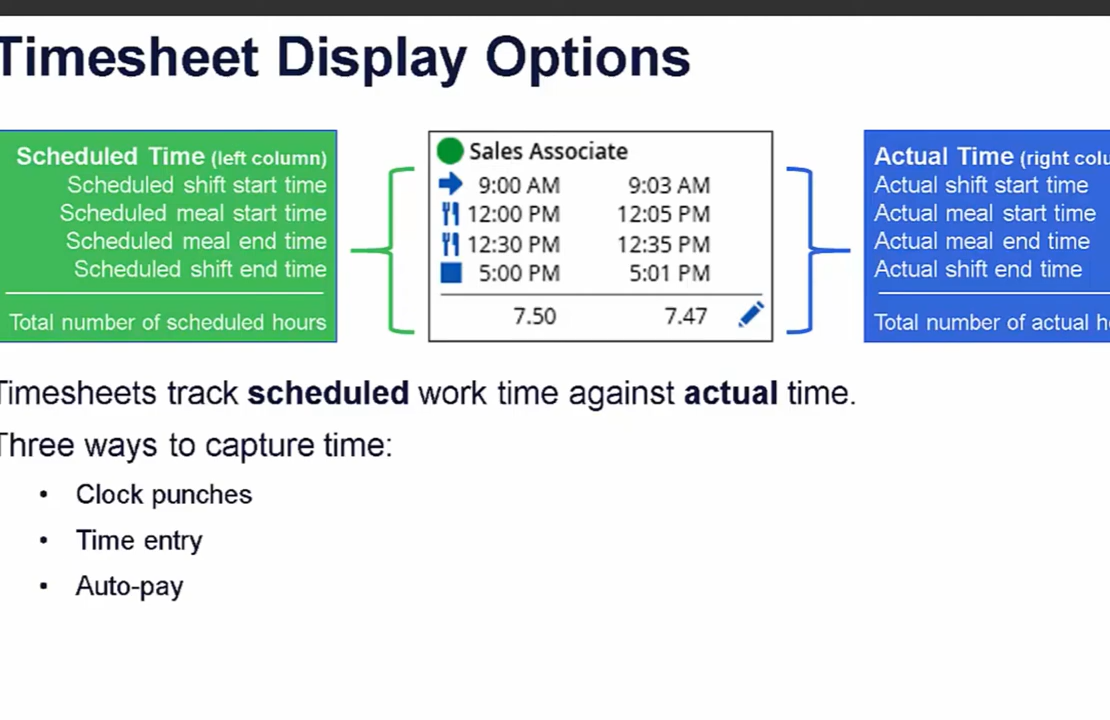 Timesheet Display Options
Scheduled Time (left column)
Scheduled shift start time
Scheduled meal start time
Scheduled meal end time
Scheduled shift end time
Total number of scheduled hours
Sales Associate
9:00 AM 9:03 AM
12:00 PM 12:05 PM
12:30 PM 12:35 PM
5:00 PM 5:01 PM
7.50 7.47
Actual Time (right colu
Actual shift start time
Actual meal start time
Actual meal end time
Actual shift end time
Total number of actual h
Timesheets track scheduled work time against actual time.
Three ways to capture time:
• Clock punches
• Time entry
• Auto-pay